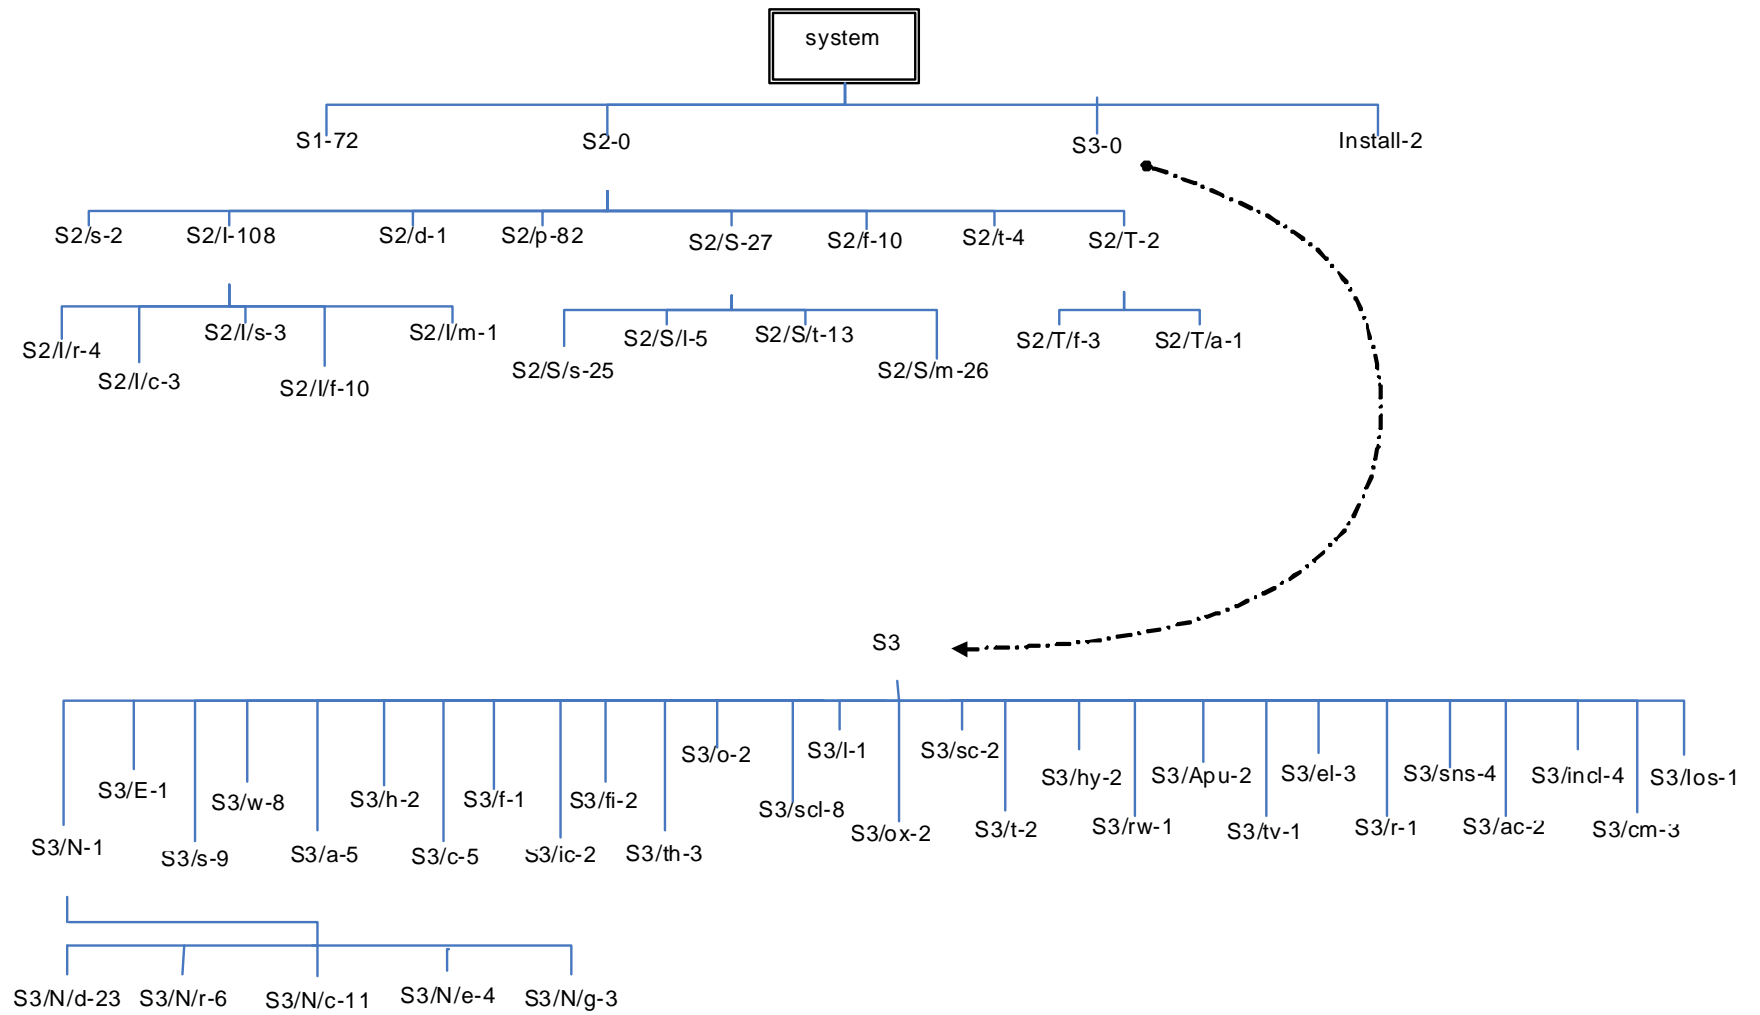 system
S1-72
S2-0
S3-0
Install-2
S2/s-2
S2/l-108
S2/d-1
S2/p-82
S2/S-27
S2/f-10
S2/t-4
S2/T-2
S2/l/r-4
S2/l/c-3
S2/l/s-3
S2/l/f-10
S2/l/m-1
S2/S/s-25
S2/S/l-5
S2/S/t-13
S2/S/m-26
S2/T/f-3
S2/T/a-1
S3
S3/N-1
S3/E-1
S3/s-9
S3/w-8
S3/a-5
S3/h-2
S3/c-5
S3/f-1
S3/ic-2
S3/fi-2
S3/th-3
S3/o-2
S3/scl-8
S3/l-1
S3/ox-2
S3/sc-2
S3/t-2
S3/hy-2
S3/rw-1
S3/Apu-2
S3/tv-1
S3/el-3
S3/r-1
S3/sns-4
S3/ac-2
S3/incl-4
S3/cm-3
S3/los-1
S3/N/d-23
S3/N/r-6
S3/N/c-11
S3/N/e-4
S3/N/g-3